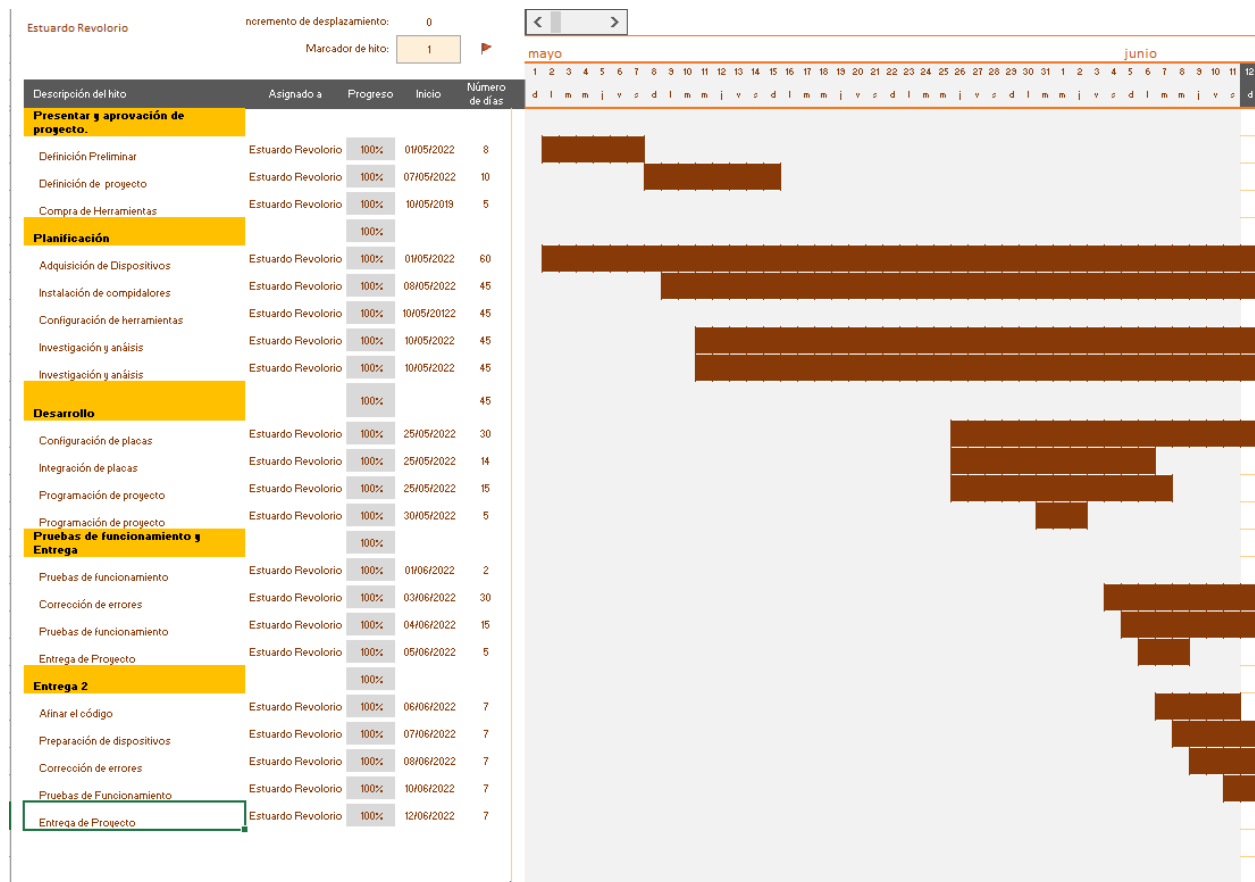 Estuardo Revolorio
ncremento de desplazamiento: 0
Marcador de hito: 1
mayo junio
1 2 3 4 5 6 7 8 9 10 11 12 13 14 15 16 17 18 19 20 21 22 23 24 25 26 27 28 29 30 31 1 2 3 4 5 6 7 8 9 10 11 12
d l m m j v s d l m m j v s d l m m j v s d l m m j v s d l m m j v s d l m m j v s d
Descripción del hito Asignado a Progreso Inicio Número de días
Presentar y aprovación de
proyecto.
Definición Preliminar Estuardo Revolorio 100% 01/05/2022 8
Definición de proyecto Estuardo Revolorio 100% 07/05/2022 10
Compra de Herramientas Estuardo Revolorio 100% 10/05/2019 5
Planificación 100%
Adquisición de Dispositivos Estuardo Revolorio 100% 01/05/2022 60
Instalación de compidalores Estuardo Revolorio 100% 08/05/2022 45
Configuración de herramientas Estuardo Revolorio 100% 10/05/20122 45
Investigación y anáisis Estuardo Revolorio 100% 10/05/2022 45
Investigación y anáisis Estuardo Revolorio 100% 10/05/2022 45
Desarrollo 100% 45
Configuración de placas Estuardo Revolorio 100% 25/05/2022 30
Integración de placas Estuardo Revolorio 100% 25/05/2022 14
Programación de proyecto Estuardo Revolorio 100% 25/05/2022 15
Programación de proyecto Estuardo Revolorio 100% 30/05/2022 5
Pruebas de funcionamiento y
Entrega 100%
Pruebas de funcionamiento Estuardo Revolorio 100% 01/06/2022 2
Corrección de errores Estuardo Revolorio 100% 03/06/2022 30
Pruebas de funcionamiento Estuardo Revolorio 100% 04/06/2022 15
Entrega de Proyecto Estuardo Revolorio 100% 05/06/2022 5
Entrega 2 100%
Afinar el código Estuardo Revolorio 100% 06/06/2022 7
Preparación de dispositivos Estuardo Revolorio 100% 07/06/2022 7
Corrección de errores Estuardo Revolorio 100% 08/06/2022 7
Pruebas de Funcionamiento Estuardo Revolorio 100% 10/06/2022 7
Entrega de Proyecto Estuardo Revolorio 100% 12/06/2022 7